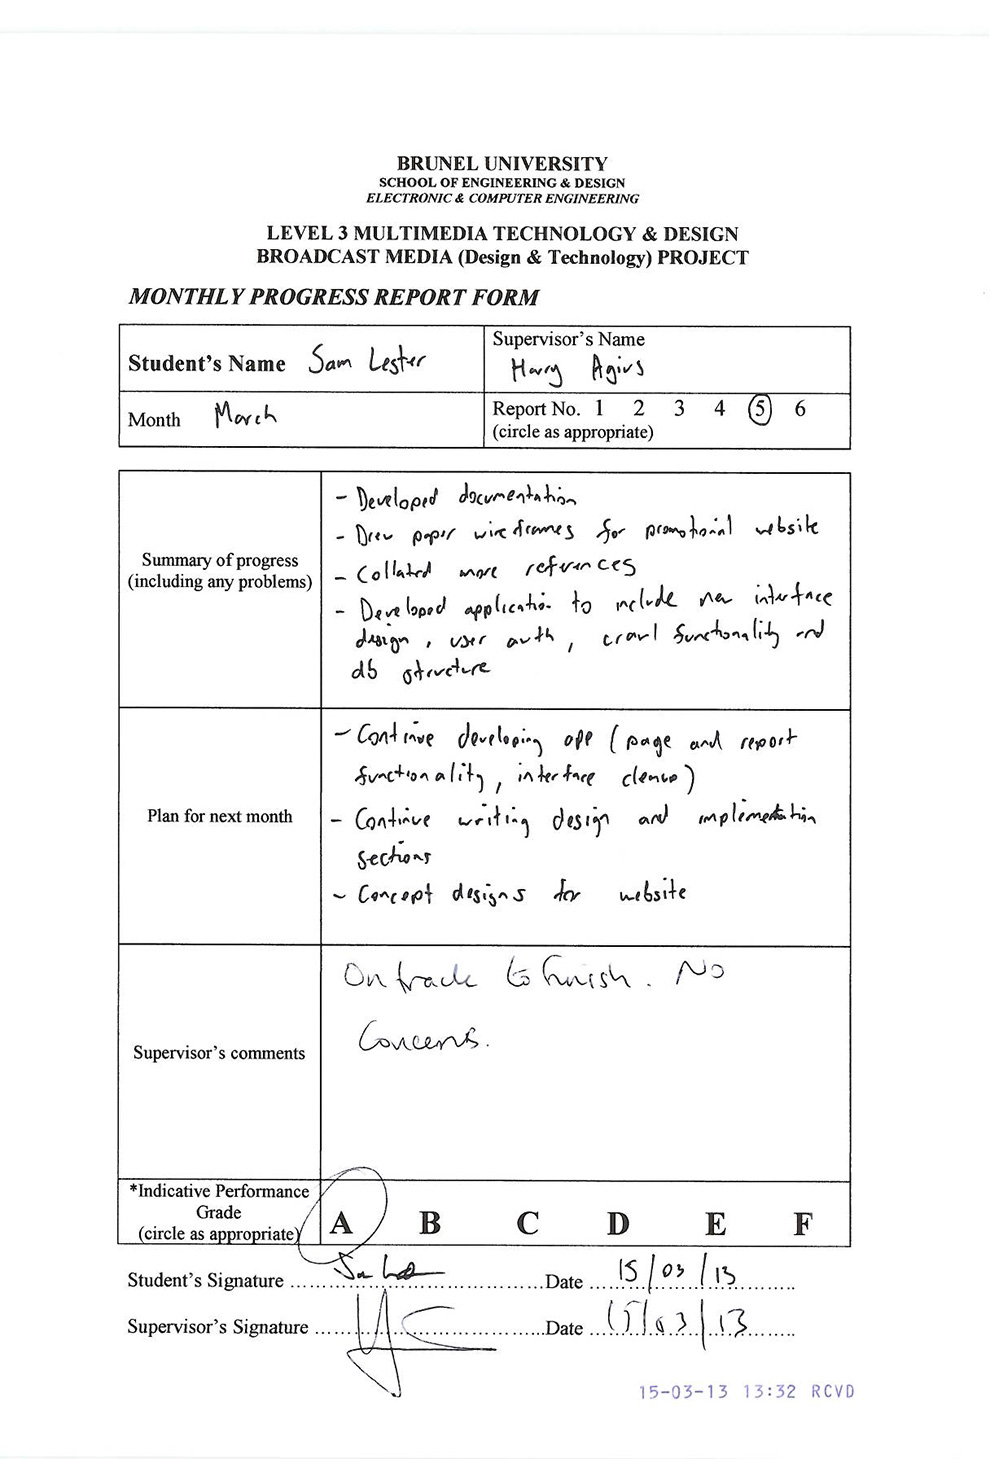 BRUNEL UNIVERSITY
SCHOOL OF ENGINEERING & DESIGN
ELECTRONIC & COMPUTER ENGINEERING
LEVEL 3 MULTIMEDIA TECHNOLOGY & DESIGN
BROADCAST MEDIA (Design & Technology) PROJECT
MONTHLY PROGRESS REPORT FORM
Student's Name Sam Lester
Supervisor's Name
Harry Agius
Month March
Report No. 1 2 3 4 5 6
(circle as appropriate)
Summary of progress
(including any problems)
- Developed documentation
- Drew paper wireframes for promotional website
- Collated more references
- Developed application to include new interface
design, user auth, crawl functionality and
db structure
Plan for next month
- Continue developing app (page and report
functionality, interface cleanup)
- Continue writing design and implementation
sections
- Concept designs for website
Supervisor's comments
On track to finish. No
concerns.
*Indicative Performance
Grade
(circle as appropriate)
A B C D E F
Student's Signature Date 15/03/13
Supervisor's Signature Date 15/03/13
15-03-13 13:32 RCVD